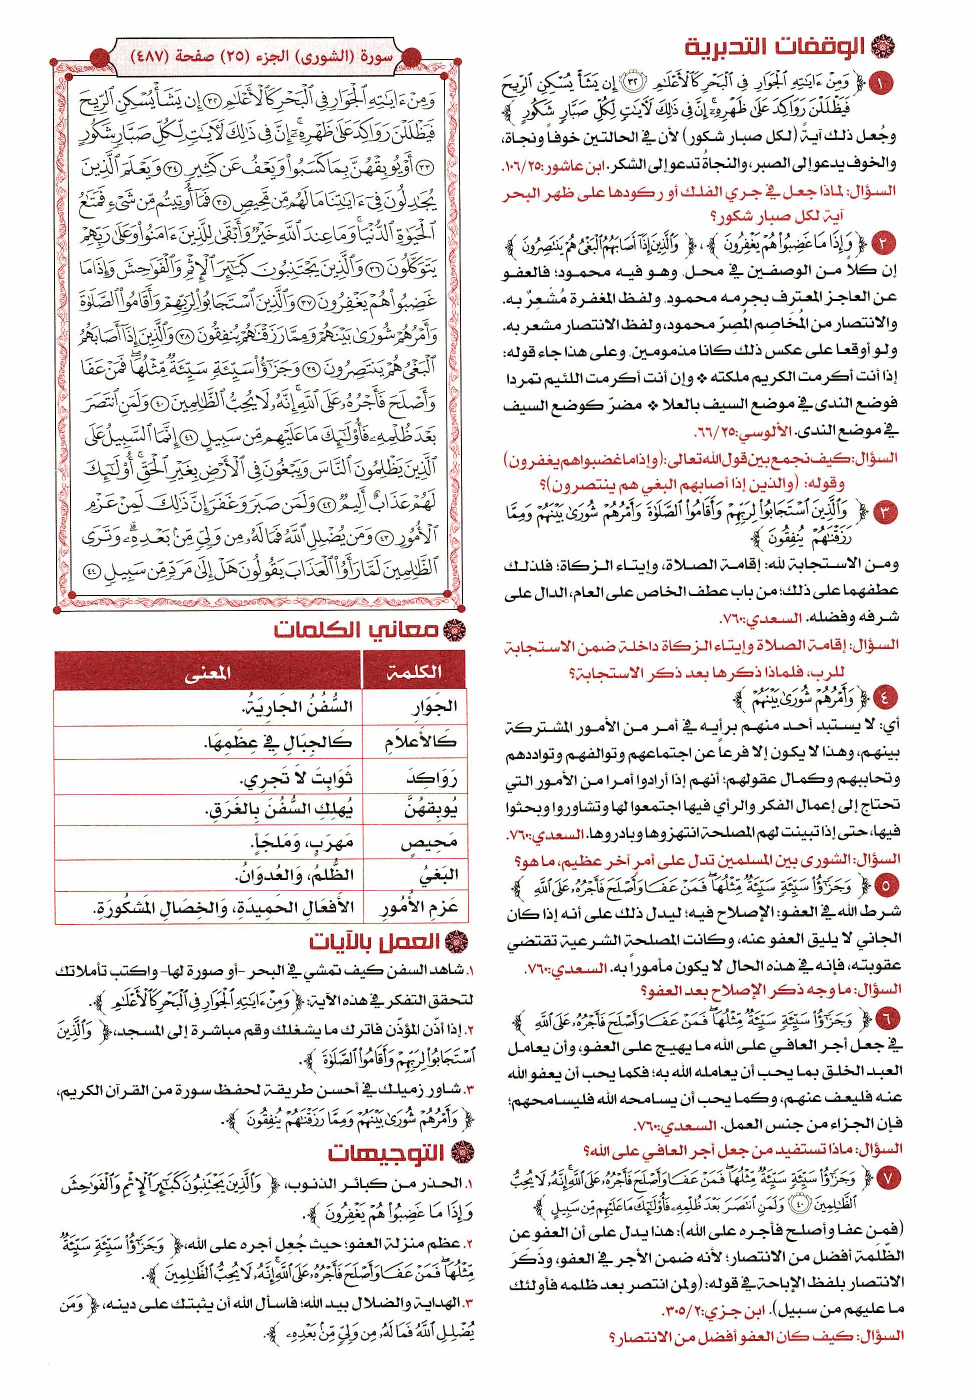 الوقفات التدبرية
١ ﴿ وَمِنْ ءَايَٰتِهِ ٱلْجَوَارِ فِى ٱلْبَحْرِ كَٱلْأَعْلَٰمِ ﴿٣٢﴾ إِن يَشَأْ يُسْكِنِ ٱلرِّيحَ
فَيَظْلَلْنَ رَوَاكِدَ عَلَىٰ ظَهْرِهِۦٓ إِنَّ فِى ذَٰلِكَ لَءَايَٰتٍ لِّكُلِّ صَبَّارٍ شَكُورٍ ﴾
وجُعل ذلك آيةً (لكل صبار شكور) لأن في الحالتين خوفاً ونجاة،
والخوف يدعو إلى الصبر، والنجاةُ تدعو إلى الشكر. ابن عاشور:١٠٦/٢٥.
السؤال: لماذا جعل في جري الفلك أو ركودها على ظهر البحر
آية لكل صبار شكور؟
٢ ﴿ وَإِذَا مَا غَضِبُوا۟ هُمْ يَغْفِرُونَ ﴾، ﴿ وَٱلَّذِينَ إِذَآ أَصَابَهُمُ ٱلْبَغْىُ هُمْ يَنتَصِرُونَ ﴾
إن كلاً من الوصفين في محل، وهو فيه محمود؛ فالعفو
عن العاجز المعترف بجرمه محمود، ولفظ المغفرة مُشعِرٌ به.
والانتصار من المُخاصِم المُصِرّ محمود، ولفظ الانتصار مشعر به.
ولو أوقعا على عكس ذلك كانا مذمومين. وعلى هذا جاء قوله:
إذا أنت أكرمت الكريم ملكته ❖ وإن أنت أكرمت اللئيم تمردا
فوضع الندى في موضع السيف بالعلا ❖ مضرّ كوضع السيف
في موضع الندى. الألوسي:٦٦/٢٥.
السؤال: كيف نجمع بين قول الله تعالى: (وإذا ما غضبوا هم يغفرون)
وقوله: (والذين إذا أصابهم البغي هم ينتصرون)؟
٣ ﴿ وَٱلَّذِينَ ٱسْتَجَابُوا۟ لِرَبِّهِمْ وَأَقَامُوا۟ ٱلصَّلَوٰةَ وَأَمْرُهُمْ شُورَىٰ بَيْنَهُمْ وَمِمَّا
رَزَقْنَٰهُمْ يُنفِقُونَ ﴾
ومن الاستجابة لله: إقامة الصلاة، وإيتاء الزكاة؛ فلذلك
عطفهما على ذلك؛ من باب عطف الخاص على العام، الدال على
شرفه وفضله. السعدي:٧٦٠.
السؤال: إقامة الصلاة وإيتاء الزكاة داخلة ضمن الاستجابة
للرب، فلماذا ذكرها بعد ذكر الاستجابة؟
٤ ﴿ وَأَمْرُهُمْ شُورَىٰ بَيْنَهُمْ ﴾
أي: لا يستبد أحد منهم برأيه في أمر من الأمور المشتركة
بينهم، وهذا لا يكون إلا فرعاً عن اجتماعهم وتوالفهم وتواددهم
وتحاببهم وكمال عقولهم؛ أنهم إذا أرادوا أمرا من الأمور التي
تحتاج إلى إعمال الفكر والرأي فيها اجتمعوا لها وتشاوروا وبحثوا
فيها، حتى إذا تبينت لهم المصلحة انتهزوها وبادروها. السعدي:٧٦٠.
السؤال: الشورى بين المسلمين تدل على أمر آخر عظيم، ما هو؟
٥ ﴿ وَجَزَٰٓؤُا۟ سَيِّئَةٍ سَيِّئَةٌ مِّثْلُهَا فَمَنْ عَفَا وَأَصْلَحَ فَأَجْرُهُۥ عَلَى ٱللَّهِ ﴾
شرط الله في العفو: الإصلاح فيه؛ ليدل ذلك على أنه إذا كان
الجاني لا يليق العفو عنه، وكانت المصلحة الشرعية تقتضي
عقوبته، فإنه في هذه الحال لا يكون مأموراً به. السعدي:٧٦٠.
السؤال: ما وجه ذكر الإصلاح بعد العفو؟
٦ ﴿ وَجَزَٰٓؤُا۟ سَيِّئَةٍ سَيِّئَةٌ مِّثْلُهَا فَمَنْ عَفَا وَأَصْلَحَ فَأَجْرُهُۥ عَلَى ٱللَّهِ ﴾
في جعل أجر العافي على الله ما يهيج على العفو، وأن يعامل
العبد الخلق بما يحب أن يعامله الله به؛ فكما يحب أن يعفو الله
عنه فليعف عنهم، وكما يحب أن يسامحه الله فليسامحهم؛
فإن الجزاء من جنس العمل. السعدي:٧٦٠.
السؤال: ماذا تستفيد من جعل أجر العافي على الله؟
٧ ﴿ وَجَزَٰٓؤُا۟ سَيِّئَةٍ سَيِّئَةٌ مِّثْلُهَا فَمَنْ عَفَا وَأَصْلَحَ فَأَجْرُهُۥ عَلَى ٱللَّهِ إِنَّهُۥ لَا يُحِبُّ
ٱلظَّٰلِمِينَ ﴿٤٠﴾ وَلَمَنِ ٱنتَصَرَ بَعْدَ ظُلْمِهِۦ فَأُو۟لَٰٓئِكَ مَا عَلَيْهِم مِّن سَبِيلٍ ﴾
(فمن عفا وأصلح فأجره على الله): هذا يدل على أن العفو عن
الظّلَمة أفضل من الانتصار؛ لأنه ضمن الأجر في العفو، وذَكَرَ
الانتصار بلفظ الإباحة في قوله: (ولمن انتصر بعد ظلمه فأولئك
ما عليهم من سبيل). ابن جزي:٣٠٥/٢.
السؤال: كيف كان العفو أفضل من الانتصار؟
سورة (الشورى) الجزء (٢٥) صفحة (٤٨٧)
وَمِنْ ءَايَٰتِهِ ٱلْجَوَارِ فِى ٱلْبَحْرِ كَٱلْأَعْلَٰمِ ٣٢ إِن يَشَأْ يُسْكِنِ ٱلرِّيحَ
فَيَظْلَلْنَ رَوَاكِدَ عَلَىٰ ظَهْرِهِۦٓ إِنَّ فِى ذَٰلِكَ لَءَايَٰتٍ لِّكُلِّ صَبَّارٍ شَكُورٍ
٣٣ أَوْ يُوبِقْهُنَّ بِمَا كَسَبُوا۟ وَيَعْفُ عَن كَثِيرٍ ٣٤ وَيَعْلَمَ ٱلَّذِينَ
يُجَٰدِلُونَ فِىٓ ءَايَٰتِنَا مَا لَهُم مِّن مَّحِيصٍ ٣٥ فَمَآ أُوتِيتُم مِّن شَىْءٍ فَمَتَٰعُ
ٱلْحَيَوٰةِ ٱلدُّنْيَا وَمَا عِندَ ٱللَّهِ خَيْرٌ وَأَبْقَىٰ لِلَّذِينَ ءَامَنُوا۟ وَعَلَىٰ رَبِّهِمْ
يَتَوَكَّلُونَ ٣٦ وَٱلَّذِينَ يَجْتَنِبُونَ كَبَٰٓئِرَ ٱلْإِثْمِ وَٱلْفَوَٰحِشَ وَإِذَا مَا
غَضِبُوا۟ هُمْ يَغْفِرُونَ ٣٧ وَٱلَّذِينَ ٱسْتَجَابُوا۟ لِرَبِّهِمْ وَأَقَامُوا۟ ٱلصَّلَوٰةَ
وَأَمْرُهُمْ شُورَىٰ بَيْنَهُمْ وَمِمَّا رَزَقْنَٰهُمْ يُنفِقُونَ ٣٨ وَٱلَّذِينَ إِذَآ أَصَابَهُمُ
ٱلْبَغْىُ هُمْ يَنتَصِرُونَ ٣٩ وَجَزَٰٓؤُا۟ سَيِّئَةٍ سَيِّئَةٌ مِّثْلُهَا فَمَنْ عَفَا
وَأَصْلَحَ فَأَجْرُهُۥ عَلَى ٱللَّهِ إِنَّهُۥ لَا يُحِبُّ ٱلظَّٰلِمِينَ ٤٠ وَلَمَنِ ٱنتَصَرَ
بَعْدَ ظُلْمِهِۦ فَأُو۟لَٰٓئِكَ مَا عَلَيْهِم مِّن سَبِيلٍ ٤١ إِنَّمَا ٱلسَّبِيلُ عَلَى
ٱلَّذِينَ يَظْلِمُونَ ٱلنَّاسَ وَيَبْغُونَ فِى ٱلْأَرْضِ بِغَيْرِ ٱلْحَقِّ أُو۟لَٰٓئِكَ
لَهُمْ عَذَابٌ أَلِيمٌ ٤٢ وَلَمَن صَبَرَ وَغَفَرَ إِنَّ ذَٰلِكَ لَمِنْ عَزْمِ
ٱلْأُمُورِ ٤٣ وَمَن يُضْلِلِ ٱللَّهُ فَمَا لَهُۥ مِن وَلِىٍّ مِّنۢ بَعْدِهِۦ وَتَرَى
ٱلظَّٰلِمِينَ لَمَّا رَأَوُا۟ ٱلْعَذَابَ يَقُولُونَ هَلْ إِلَىٰ مَرَدٍّ مِّن سَبِيلٍ ٤٤
معاني الكلمات
الكلمة المعنى
الجَوَارِ السُّفُنُ الجَارِيَةُ.
كَالأَعلَامِ كَالجِبَالِ فِي عِظَمِهَا.
رَوَاكِدَ ثَوَابِتَ لاَ تَجرِي.
يُوبِقهُنَّ يُهلِكِ السُّفُنَ بِالغَرَقِ.
مَحِيصٍ مَهرَبٍ، وَمَلجَأٍ.
البَغيُ الظُّلمُ، وَالعُدوَانُ.
عَزمِ الأُمُورِ الأَفعَالِ الحَمِيدَةِ، وَالخِصَالِ المَشكُورَةِ.
العمل بالآيات
١. شاهد السفن كيف تمشي في البحر -أو صورة لها- واكتب تأملاتك
لتحقق التفكر في هذه الآية: ﴿ وَمِنْ ءَايَٰتِهِ ٱلْجَوَارِ فِى ٱلْبَحْرِ كَٱلْأَعْلَٰمِ ﴾.
٢. إذا أذّن المؤذّن فاترك ما يشغلك وقم مباشرة إلى المسجد، ﴿ وَٱلَّذِينَ
ٱسْتَجَابُوا۟ لِرَبِّهِمْ وَأَقَامُوا۟ ٱلصَّلَوٰةَ ﴾.
٣. شاور زميلك في أحسن طريقة لحفظ سورة من القرآن الكريم،
﴿ وَأَمْرُهُمْ شُورَىٰ بَيْنَهُمْ وَمِمَّا رَزَقْنَٰهُمْ يُنفِقُونَ ﴾.
التوجيهات
١. الحذر من كبائر الذنوب، ﴿ وَٱلَّذِينَ يَجْتَنِبُونَ كَبَٰٓئِرَ ٱلْإِثْمِ وَٱلْفَوَٰحِشَ
وَإِذَا مَا غَضِبُوا۟ هُمْ يَغْفِرُونَ ﴾.
٢. عظم منزلة العفو؛ حيث جُعل أجره على الله، ﴿ وَجَزَٰٓؤُا۟ سَيِّئَةٍ سَيِّئَةٌ
مِّثْلُهَا فَمَنْ عَفَا وَأَصْلَحَ فَأَجْرُهُۥ عَلَى ٱللَّهِ إِنَّهُۥ لَا يُحِبُّ ٱلظَّٰلِمِينَ ﴾.
٣. الهداية والضلال بيد الله؛ فاسأل الله أن يثبتك على دينه، ﴿ وَمَن
يُضْلِلِ ٱللَّهُ فَمَا لَهُۥ مِن وَلِىٍّ مِّنۢ بَعْدِهِۦ ﴾.